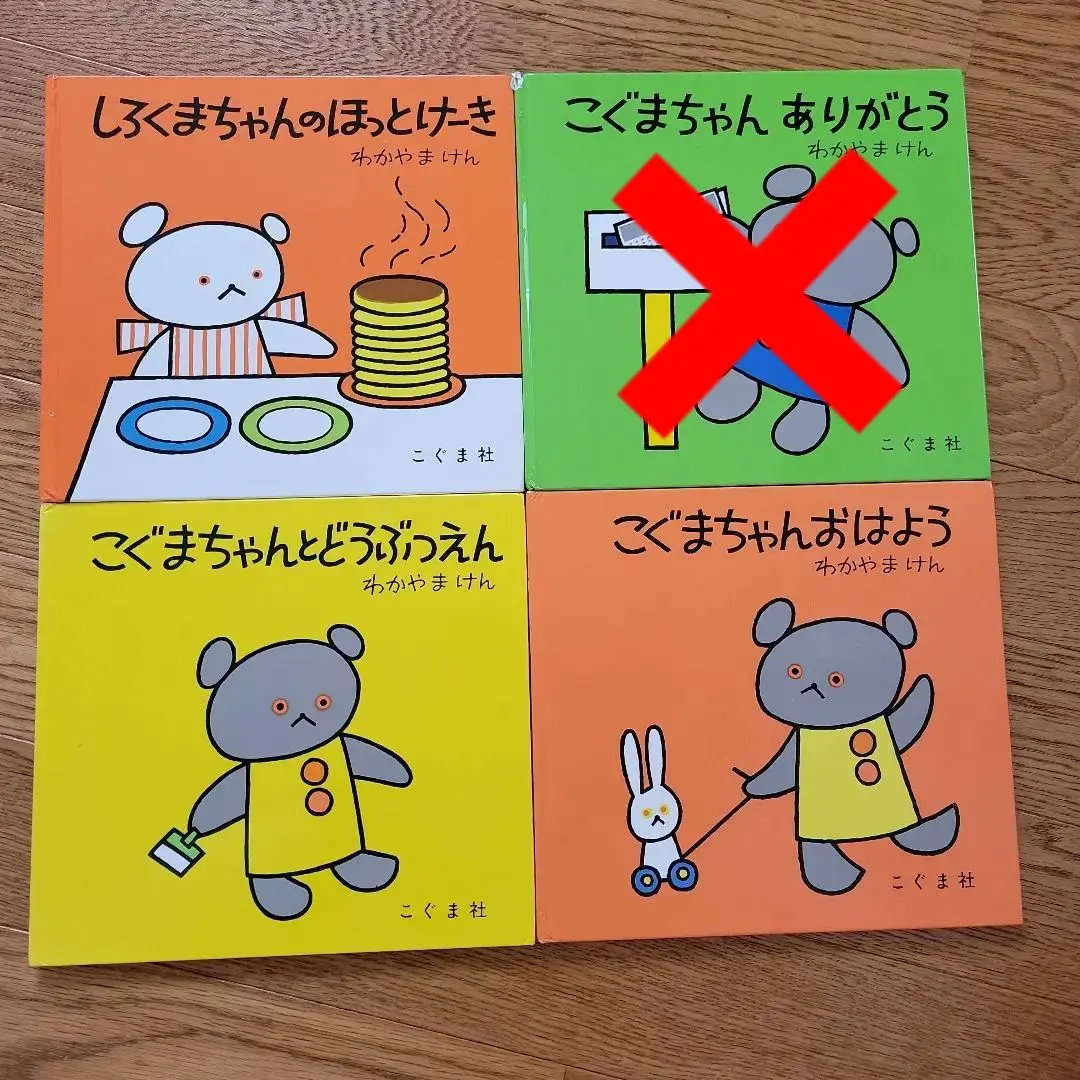 しろくまちゃんのほっとけーき
わかやま けん
こぐま社
こぐまちゃん ありがとう
わかやま けん
こぐま社
こぐまちゃんとどうぶつえん
わかやま けん
こぐま社
こぐまちゃんおはよう
わかやま けん
こぐま社